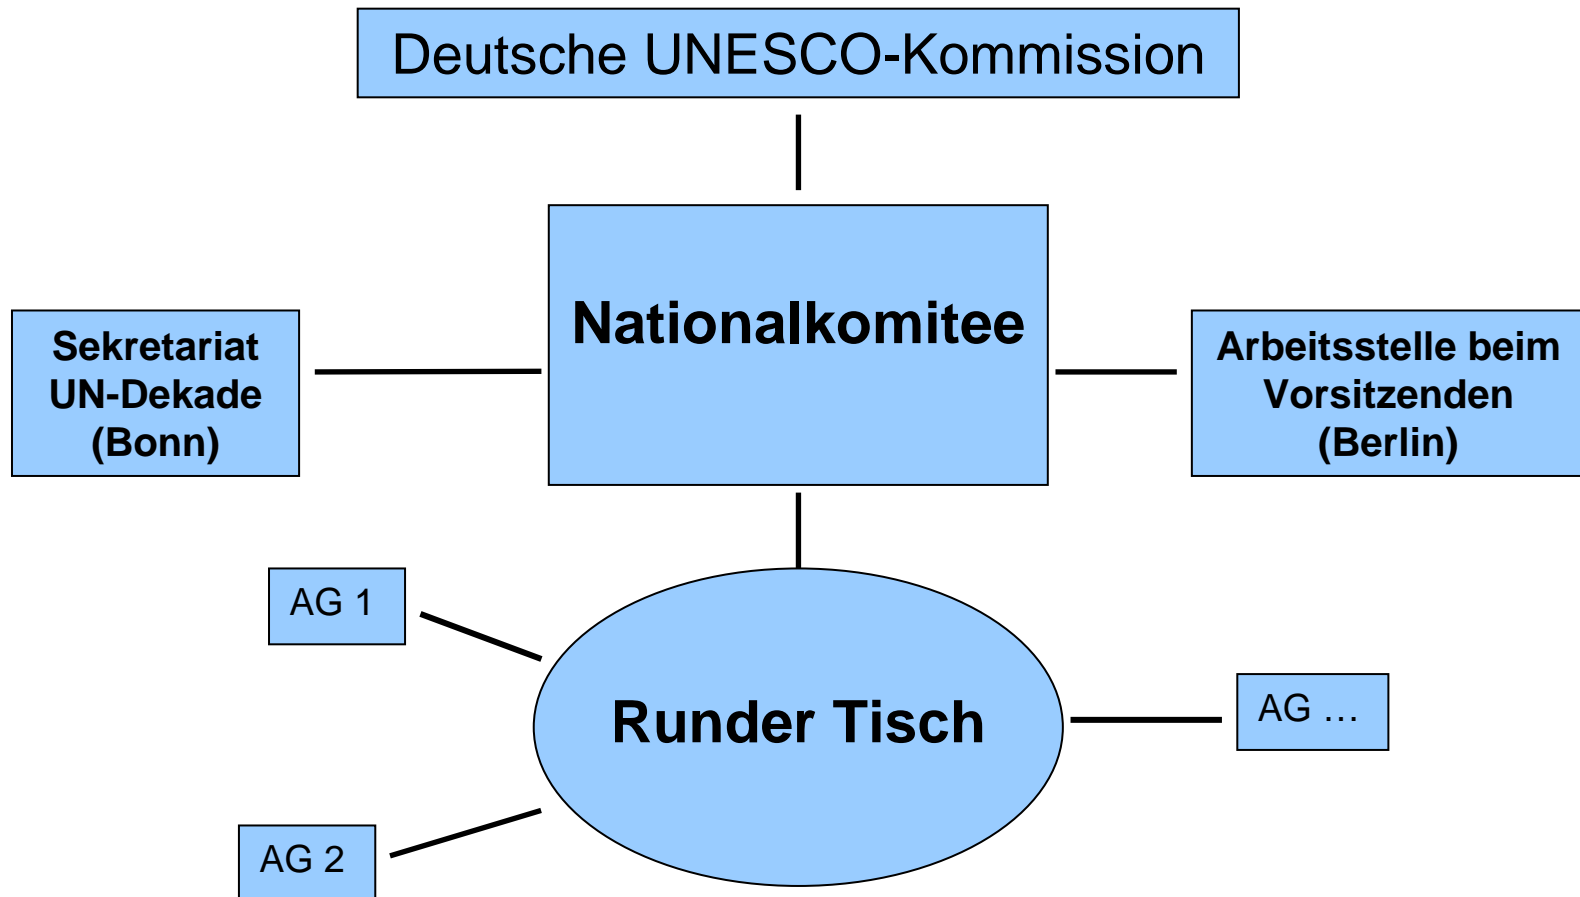 Deutsche UNESCO-Kommission
Nationalkomitee
Sekretariat
UN-Dekade
(Bonn)
Arbeitsstelle beim
Vorsitzenden
(Berlin)
AG 1
Runder Tisch
AG …
AG 2